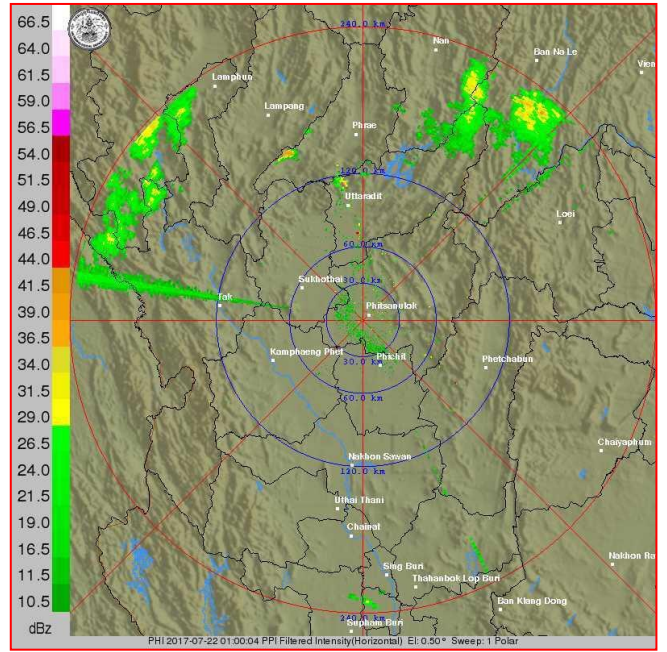 66.5
64.0
61.5
59.0
56.5
54.0
51.5
49.0
46.5
44.0
41.5
39.0
36.5
34.0
31.5
29.0
26.5
24.0
21.5
19.0
16.5
11.5
10.5
dBz
240.0 km
Nan
Ban Na Le
Vien
Lamphun
Lampang
Phrae
120.0 km
Uttaradit
Loei
60.0 km
30.0 km
Sukhothai
Tak
Phitsanulok
Kamphaeng Phet
30.0 km
Phichit
Phetchabun
60.0 km
Chaiyaphum
Nakhon Sawan
120.0 km
Uthai Thani
Chainat
Nakhon Ra
Sing Buri
Thahanbok Lop Buri
Ban Klang Dong
240.0 km
Suphan Buri
PHI 2017-07-22 01:00:04 PPI Filtered Intensity(Horizontal) El: 0.50° Sweep: 1 Polar